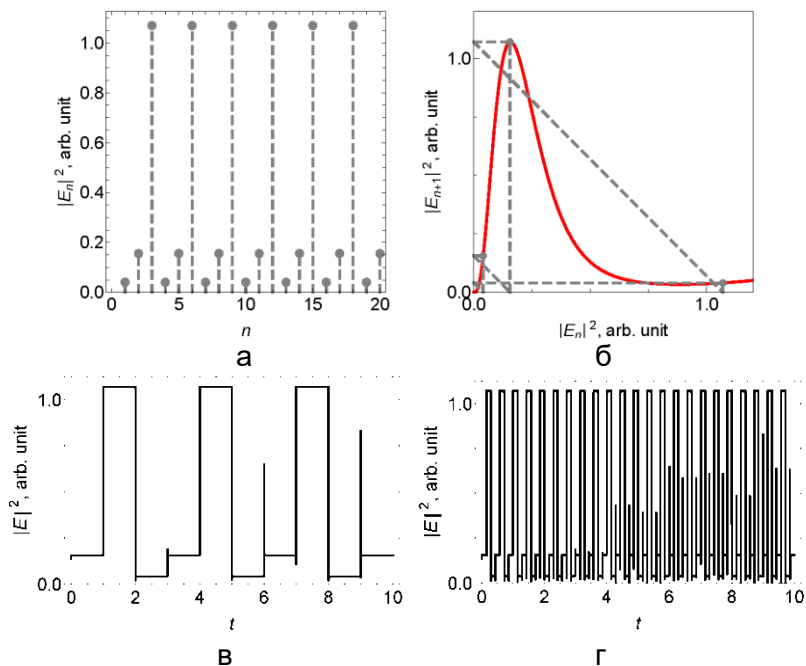 |E_n|^2, arb. unit
1.0
0.8
0.6
0.4
0.2
0.0
0 5 10 15 20
n
а
|E_{n+1}|^2, arb. unit
1.0
0.0
0.0 1.0
|E_n|^2, arb. unit
б
|E|^2, arb. unit
1.0
0.0
0 2 4 6 8 10
t
в
|E|^2, arb. unit
1.0
0.0
0 2 4 6 8 10
t
г